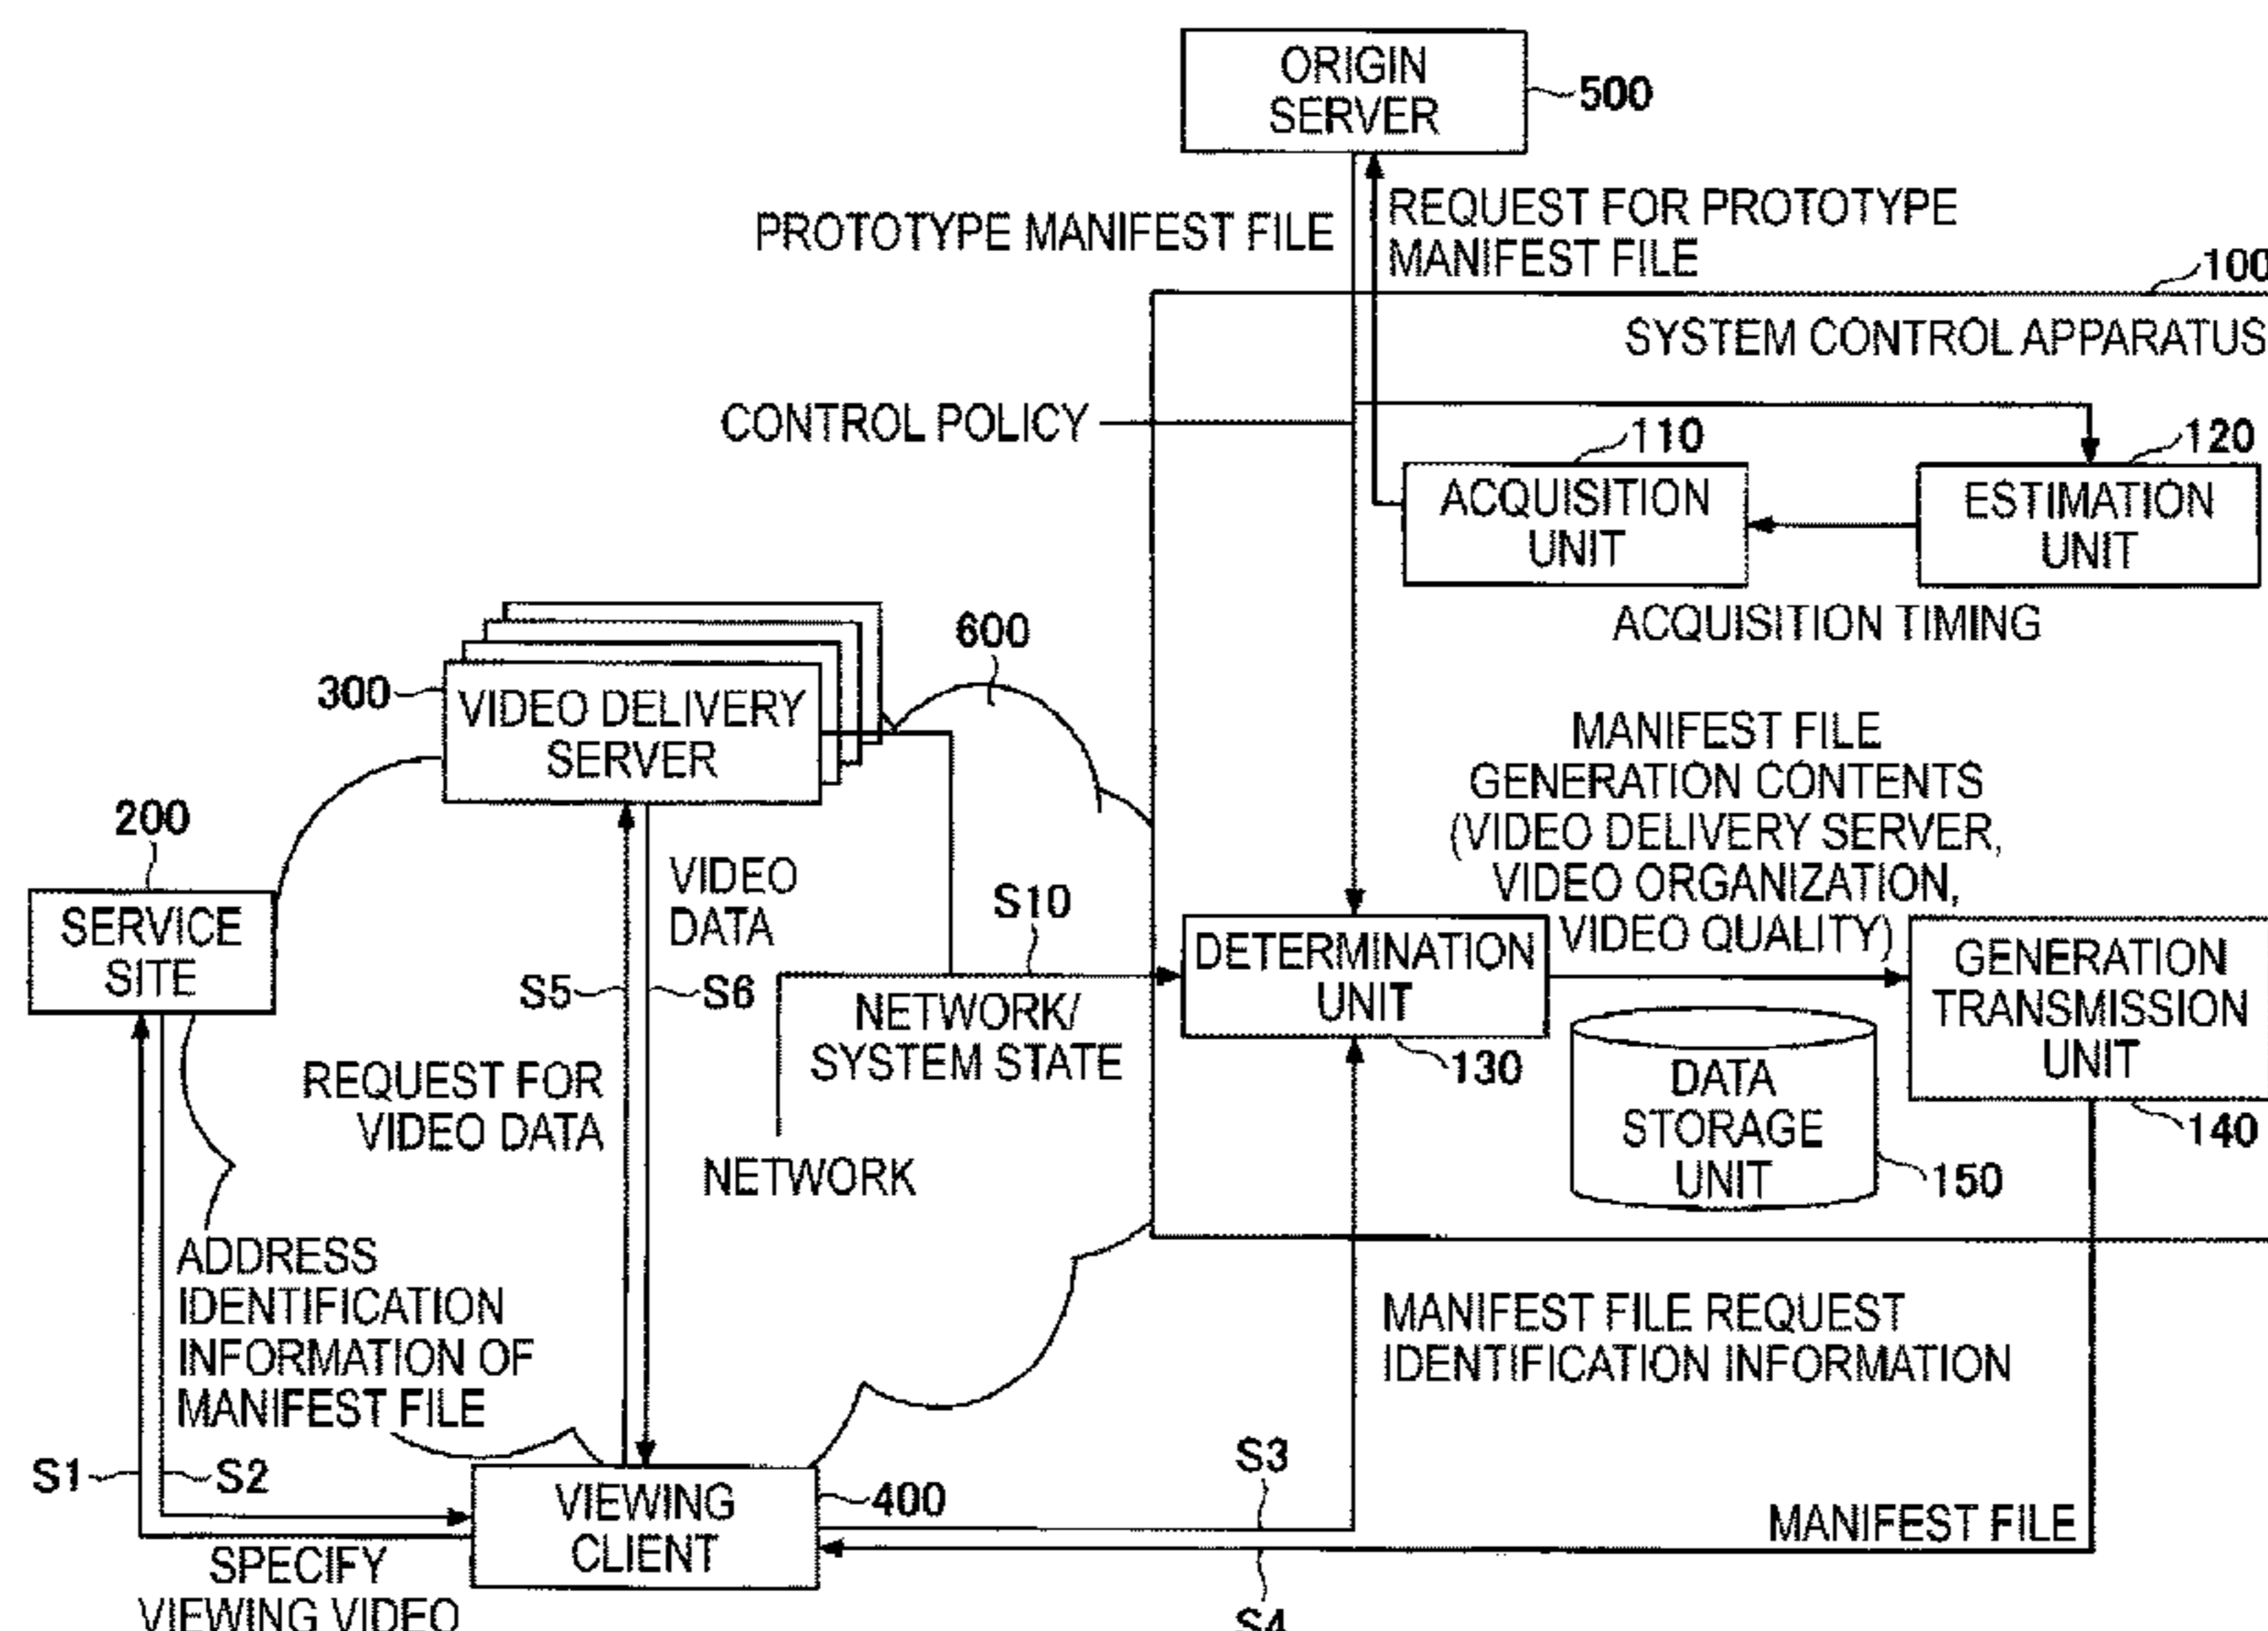 ORIGIN
SERVER
500
PROTOTYPE MANIFEST FILE
REQUEST FOR PROTOTYPE
MANIFEST FILE
100
SYSTEM CONTROL APPARATUS
CONTROL POLICY
110
120
ACQUISITION
UNIT
ESTIMATION
UNIT
ACQUISITION TIMING
600
300
VIDEO DELIVERY
SERVER
MANIFEST FILE
GENERATION CONTENTS
(VIDEO DELIVERY SERVER,
VIDEO ORGANIZATION,
VIDEO QUALITY)
200
SERVICE
SITE
VIDEO
DATA
S10
S5
S6
DETERMINATION
UNIT
130
GENERATION
TRANSMISSION
UNIT
140
NETWORK/
SYSTEM STATE
DATA
STORAGE
UNIT
150
REQUEST FOR
VIDEO DATA
NETWORK
ADDRESS
IDENTIFICATION
INFORMATION OF
MANIFEST FILE
MANIFEST FILE REQUEST
IDENTIFICATION INFORMATION
S1
S2
S3
VIEWING
CLIENT
400
MANIFEST FILE
SPECIFY
VIEWING VIDEO
S4